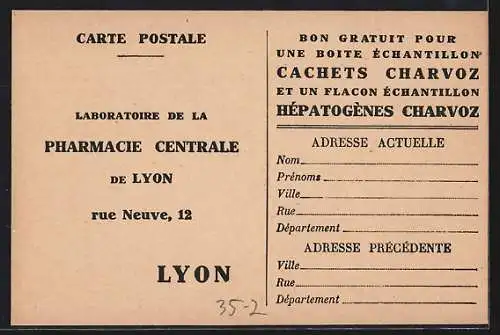 CARTE POSTALE
LABORATOIRE DE LA
PHARMACIE CENTRALE
DE LYON
rue Neuve, 12
LYON
35-2
BON GRATUIT POUR
UNE BOITE ÉCHANTILLON
CACHETS CHARVOZ
ET UN FLACON ÉCHANTILLON
HÉPATOGÈNES CHARVOZ
ADRESSE ACTUELLE
Nom
Prénoms
Ville
Rue
Département
ADRESSE PRÉCÉDENTE
Ville
Rue
Département